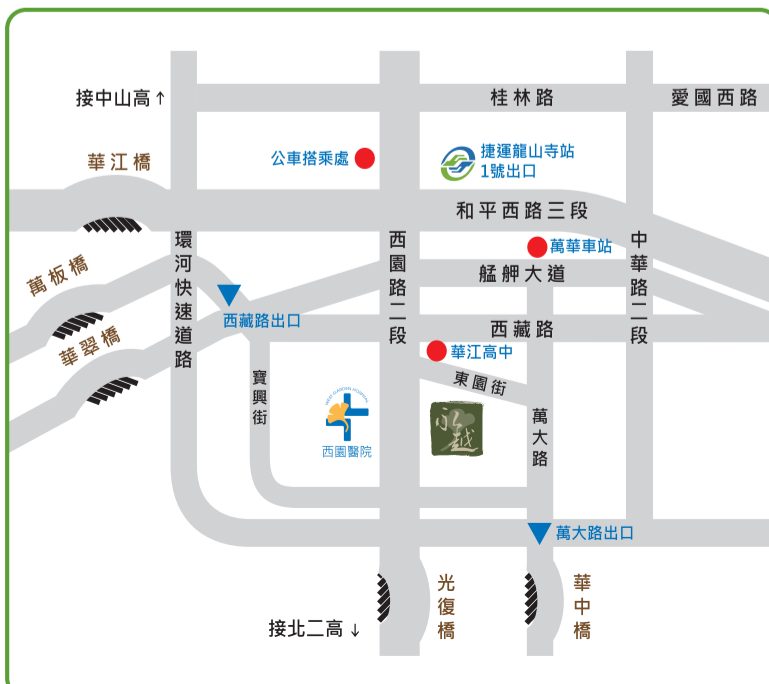 接中山高↑
桂林路
愛國西路
公車搭乘處
捷運龍山寺站
1號出口
華江橋
和平西路三段
環河快速道路
西園路二段
中華路二段
萬華車站
萬板橋
艋舺大道
西藏路出口
西藏路
華翠橋
華江高中
東園街
寶興街
WEST GARDEN HOSPITAL
西園醫院
永越
萬大路
萬大路出口
光復橋
華中橋
接北二高↓